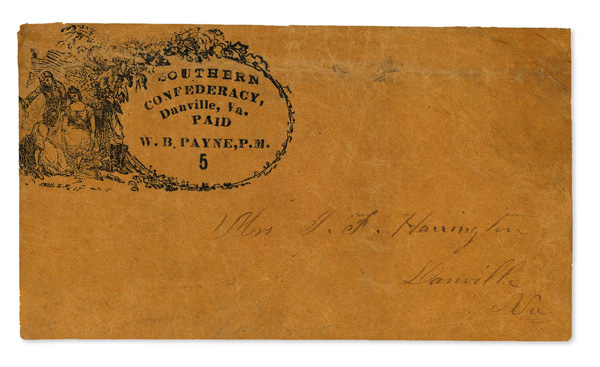 SOUTHERN
CONFEDERACY,
Danville, Va.
PAID
W. B. PAYNE, P.M.
5
Mrs J. F. Harrington
Danville
Va